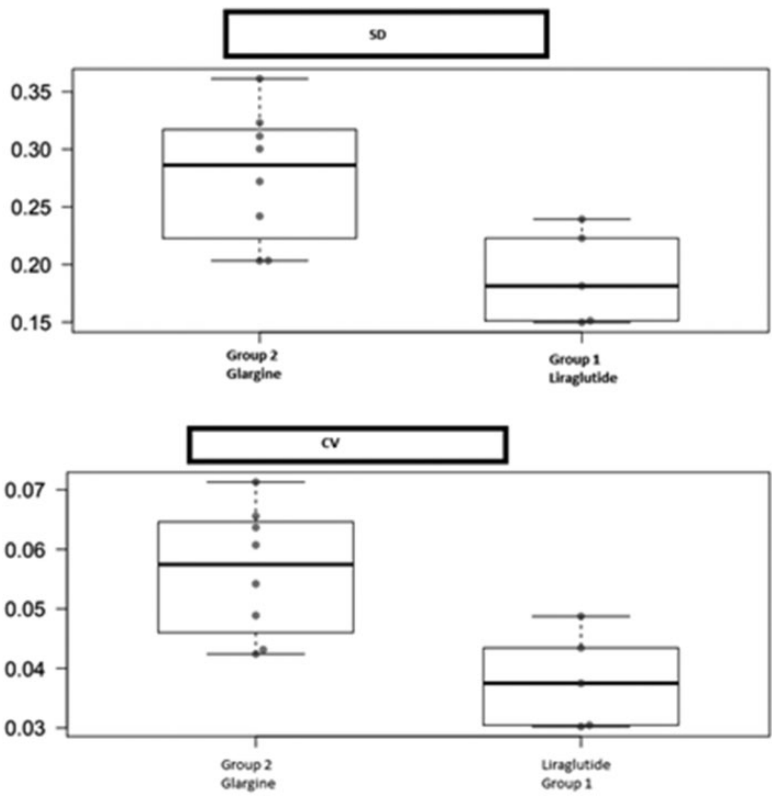 SD
0.35
0.30
0.25
0.20
0.15
Group 2
Glargine
Group 1
Liraglutide
CV
0.07
0.06
0.05
0.04
0.03
Group 2
Glargine
Liraglutide
Group 1